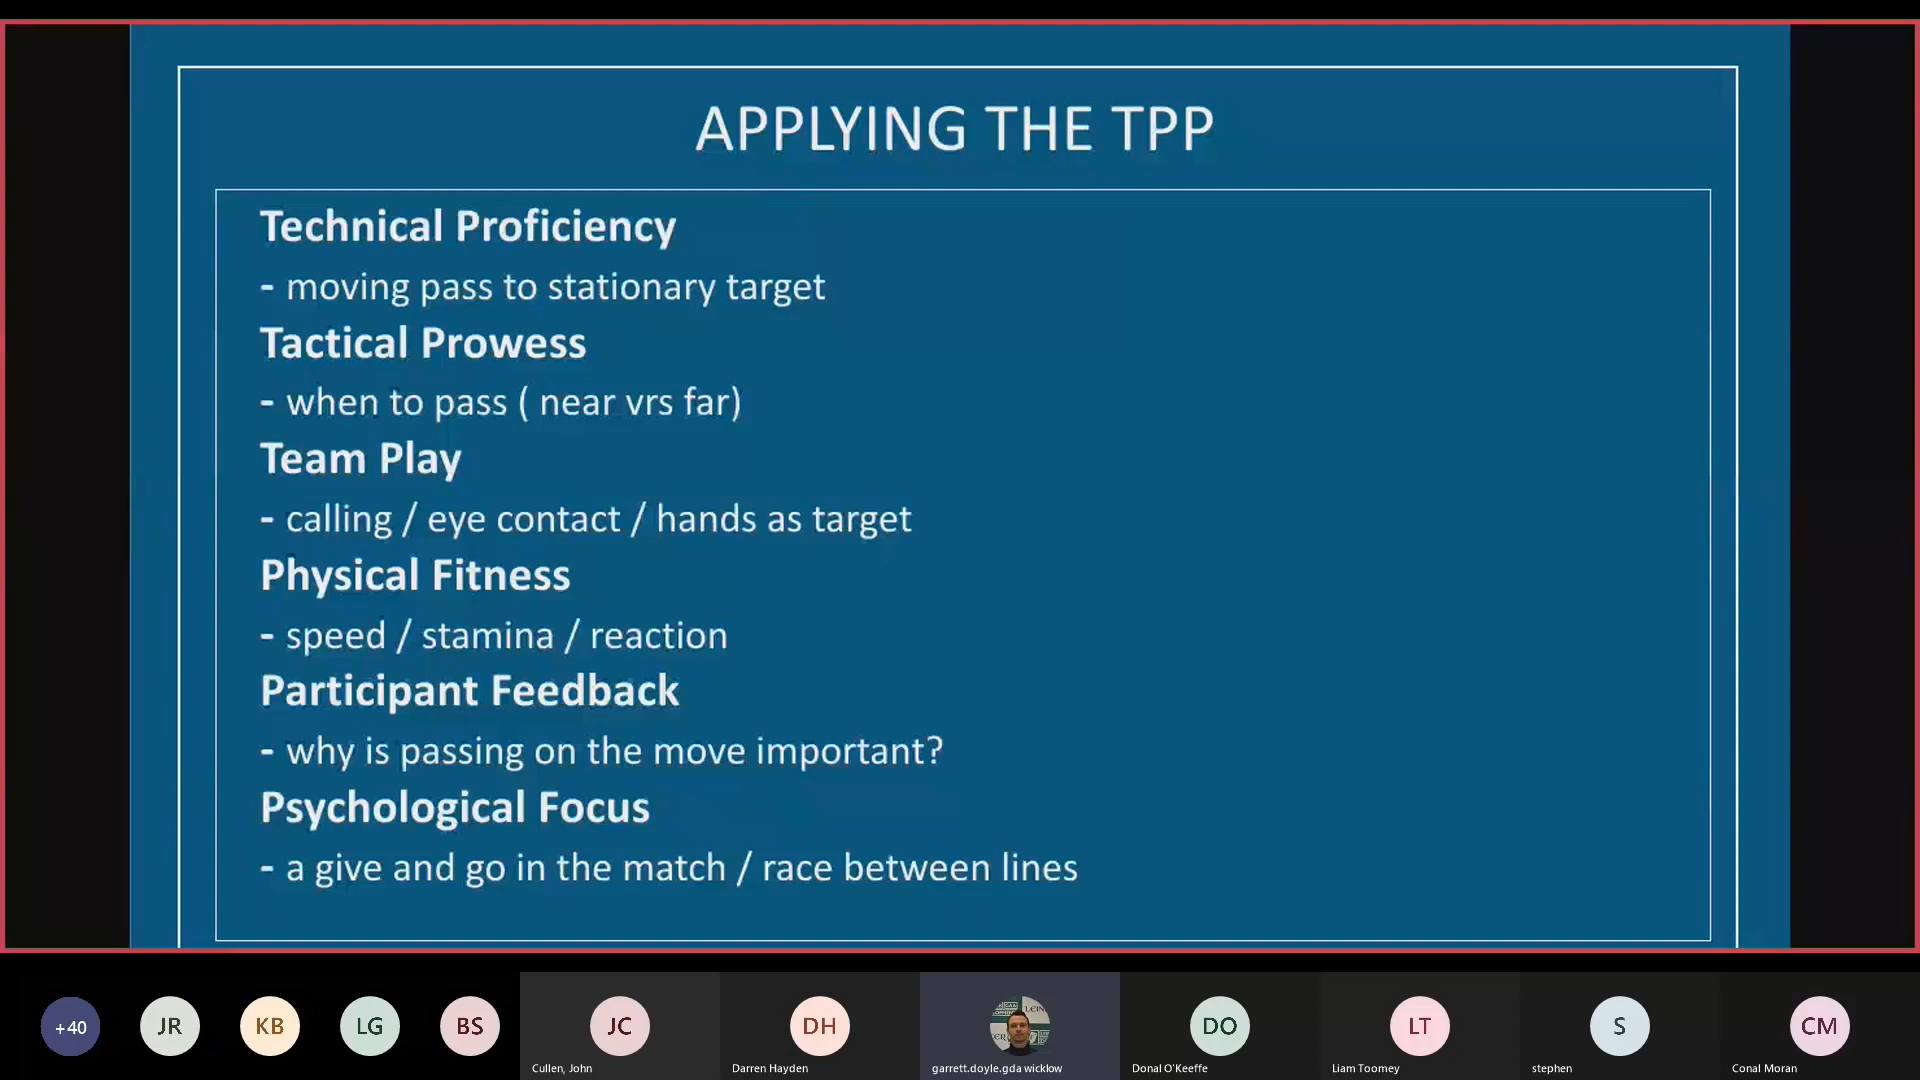 APPLYING THE TPP
Technical Proficiency
- moving pass to stationary target
Tactical Prowess
- when to pass ( near vrs far)
Team Play
- calling / eye contact / hands as target
Physical Fitness
- speed / stamina / reaction
Participant Feedback
- why is passing on the move important?
Psychological Focus
- a give and go in the match / race between lines
+40
JR
KB
LG
BS
JC
DH
DO
LT
S
CM
Cullen, John
Darren Hayden
garrett.doyle.gda wicklow
Donal O'Keeffe
Liam Toomey
stephen
Conal Moran